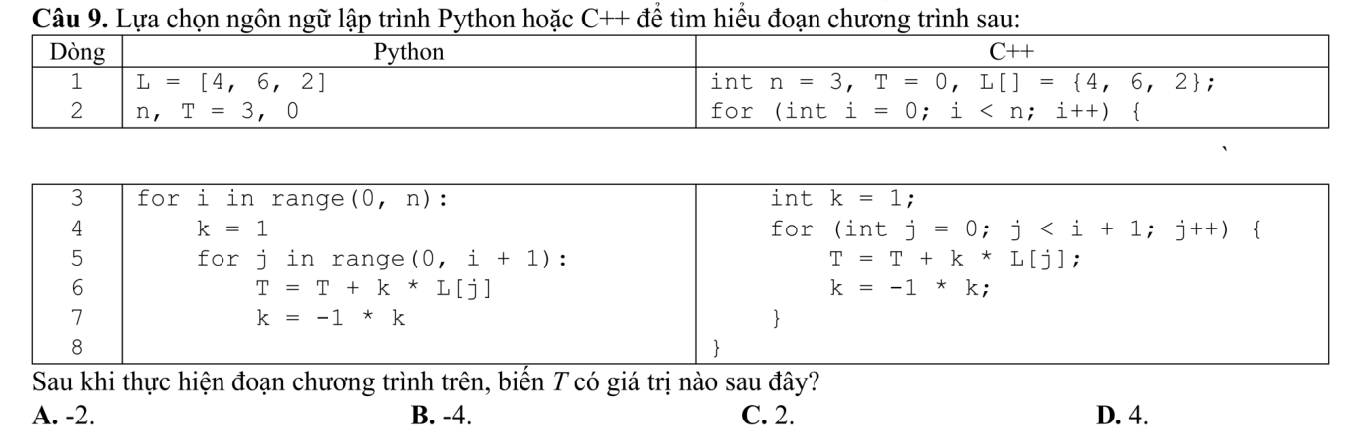 Câu 9. Lựa chọn ngôn ngữ lập trình Python hoặc C++ để tìm hiểu đoạn chương trình sau:
Dòng Python C++
1 L = [4, 6, 2] int n = 3, T = 0, L[] = {4, 6, 2};
2 n, T = 3, 0 for (int i = 0; i < n; i++) {
3 for i in range(0, n): int k = 1;
4 k = 1 for (int j = 0; j < i + 1; j++) {
5 for j in range(0, i + 1): T = T + k * L[j];
6 T = T + k * L[j] k = -1 * k;
7 k = -1 * k }
8 }
Sau khi thực hiện đoạn chương trình trên, biến T có giá trị nào sau đây?
A. -2. B. -4. C. 2. D. 4.